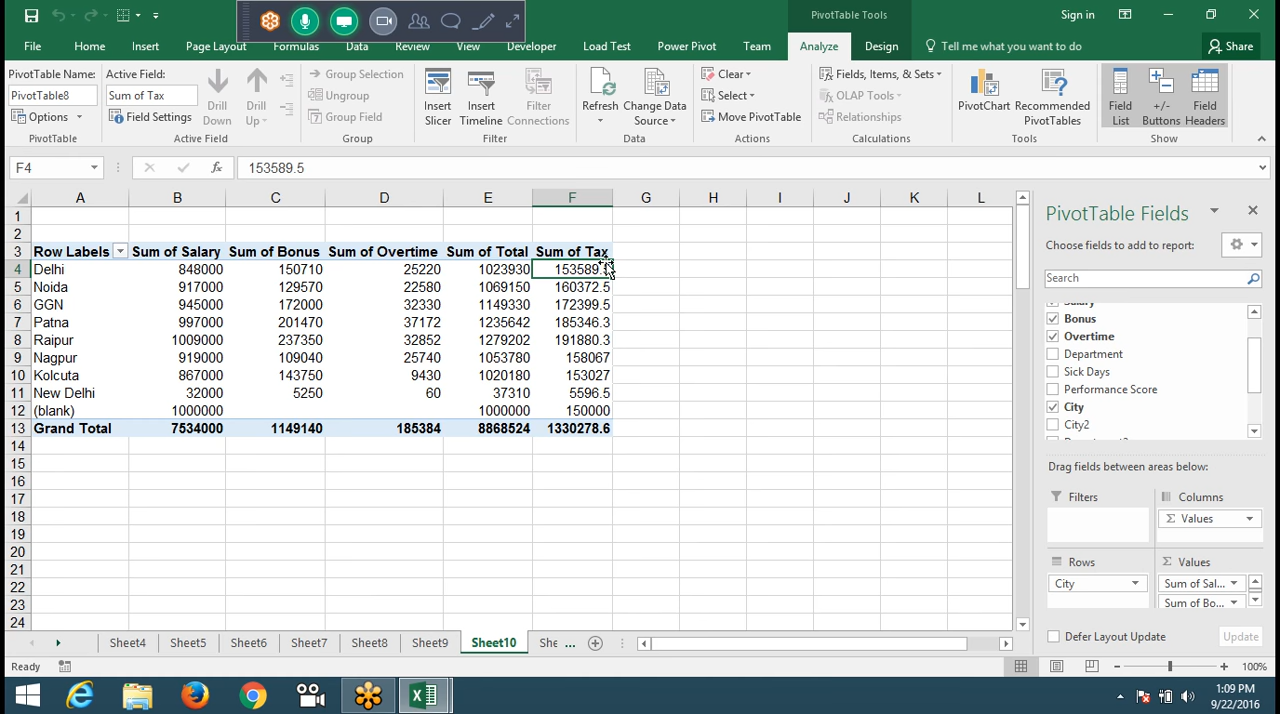 PivotTable Tools
Sign in
File Home Insert Page Layout Formulas Data Review View Developer Load Test Power Pivot Team Analyze Design Tell me what you want to do Share
PivotTable Name: Active Field:
PivotTable8 Sum of Tax
Options Field Settings
Drill Down Drill Up
Group Selection
Ungroup
Group Field
Insert Slicer Insert Timeline Filter Connections
Refresh Change Data Source
Clear
Select
Move PivotTable
Fields, Items, & Sets
OLAP Tools
Relationships
PivotChart Recommended PivotTables
Field List +/- Buttons Field Headers
PivotTable Active Field Group Filter Data Actions Calculations Tools Show
F4 fx 153589.5
A B C D E F G H I J K L
1
2
3 Row Labels Sum of Salary Sum of Bonus Sum of Overtime Sum of Total Sum of Tax
4 Delhi 848000 150710 25220 1023930 153589.
5 Noida 917000 129570 22580 1069150 160372.5
6 GGN 945000 172000 32330 1149330 172399.5
7 Patna 997000 201470 37172 1235642 185346.3
8 Raipur 1009000 237350 32852 1279202 191880.3
9 Nagpur 919000 109040 25740 1053780 158067
10 Kolcuta 867000 143750 9430 1020180 153027
11 New Delhi 32000 5250 60 37310 5596.5
12 (blank) 1000000 1000000 150000
13 Grand Total 7534000 1149140 185384 8868524 1330278.6
14
15
16
17
18
19
20
21
22
23
24
PivotTable Fields
Choose fields to add to report:
Search
Salary
Bonus
Overtime
Department
Sick Days
Performance Score
City
City2
Drag fields between areas below:
Filters Columns
Σ Values
Rows Σ Values
City Sum of Sal...
Sum of Bo...
Defer Layout Update Update
Sheet4 Sheet5 Sheet6 Sheet7 Sheet8 Sheet9 Sheet10 She ...
Ready 100%
1:09 PM
9/22/2016